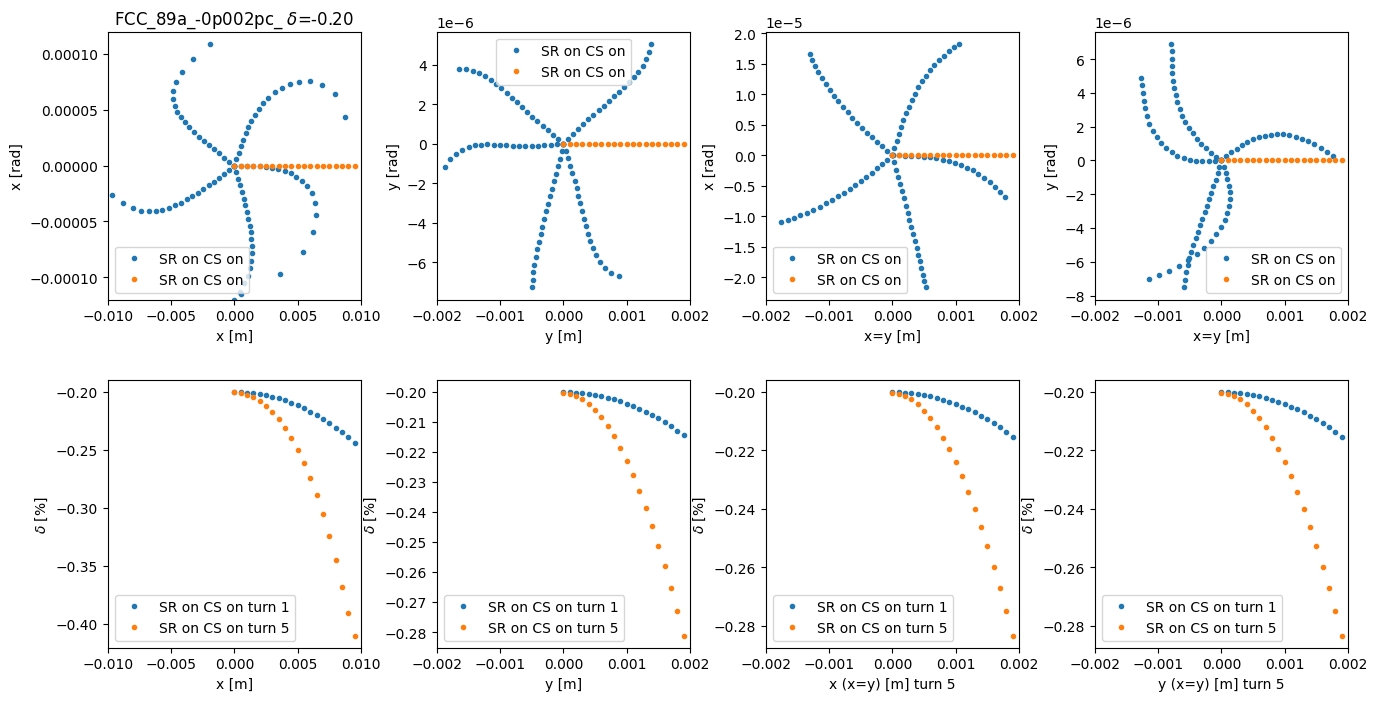 FCC_89a_-0p002pc_ δ=-0.20
1e−6
1e−5
1e−6
0.00010
0.00005
0.00000
−0.00005
−0.00010
x [rad]
SR on CS on
SR on CS on
−0.010 −0.005 0.000 0.005 0.010
x [m]
4
2
0
−2
−4
−6
y [rad]
SR on CS on
SR on CS on
−0.002 −0.001 0.000 0.001 0.002
y [m]
2.0
1.5
1.0
0.5
0.0
−0.5
−1.0
−1.5
−2.0
x [rad]
SR on CS on
SR on CS on
−0.002 −0.001 0.000 0.001 0.002
x=y [m]
6
4
2
0
−2
−4
−6
−8
y [rad]
SR on CS on
SR on CS on
−0.002 −0.001 0.000 0.001 0.002
x=y [m]
−0.20
−0.25
−0.30
−0.35
−0.40
δ [%]
SR on CS on turn 1
SR on CS on turn 5
−0.010 −0.005 0.000 0.005 0.010
x [m]
−0.20
−0.21
−0.22
−0.23
−0.24
−0.25
−0.26
−0.27
−0.28
δ [%]
SR on CS on turn 1
SR on CS on turn 5
−0.002 −0.001 0.000 0.001 0.002
y [m]
−0.20
−0.22
−0.24
−0.26
−0.28
δ [%]
SR on CS on turn 1
SR on CS on turn 5
−0.002 −0.001 0.000 0.001 0.002
x (x=y) [m] turn 5
−0.20
−0.22
−0.24
−0.26
−0.28
δ [%]
SR on CS on turn 1
SR on CS on turn 5
−0.002 −0.001 0.000 0.001 0.002
y (x=y) [m] turn 5